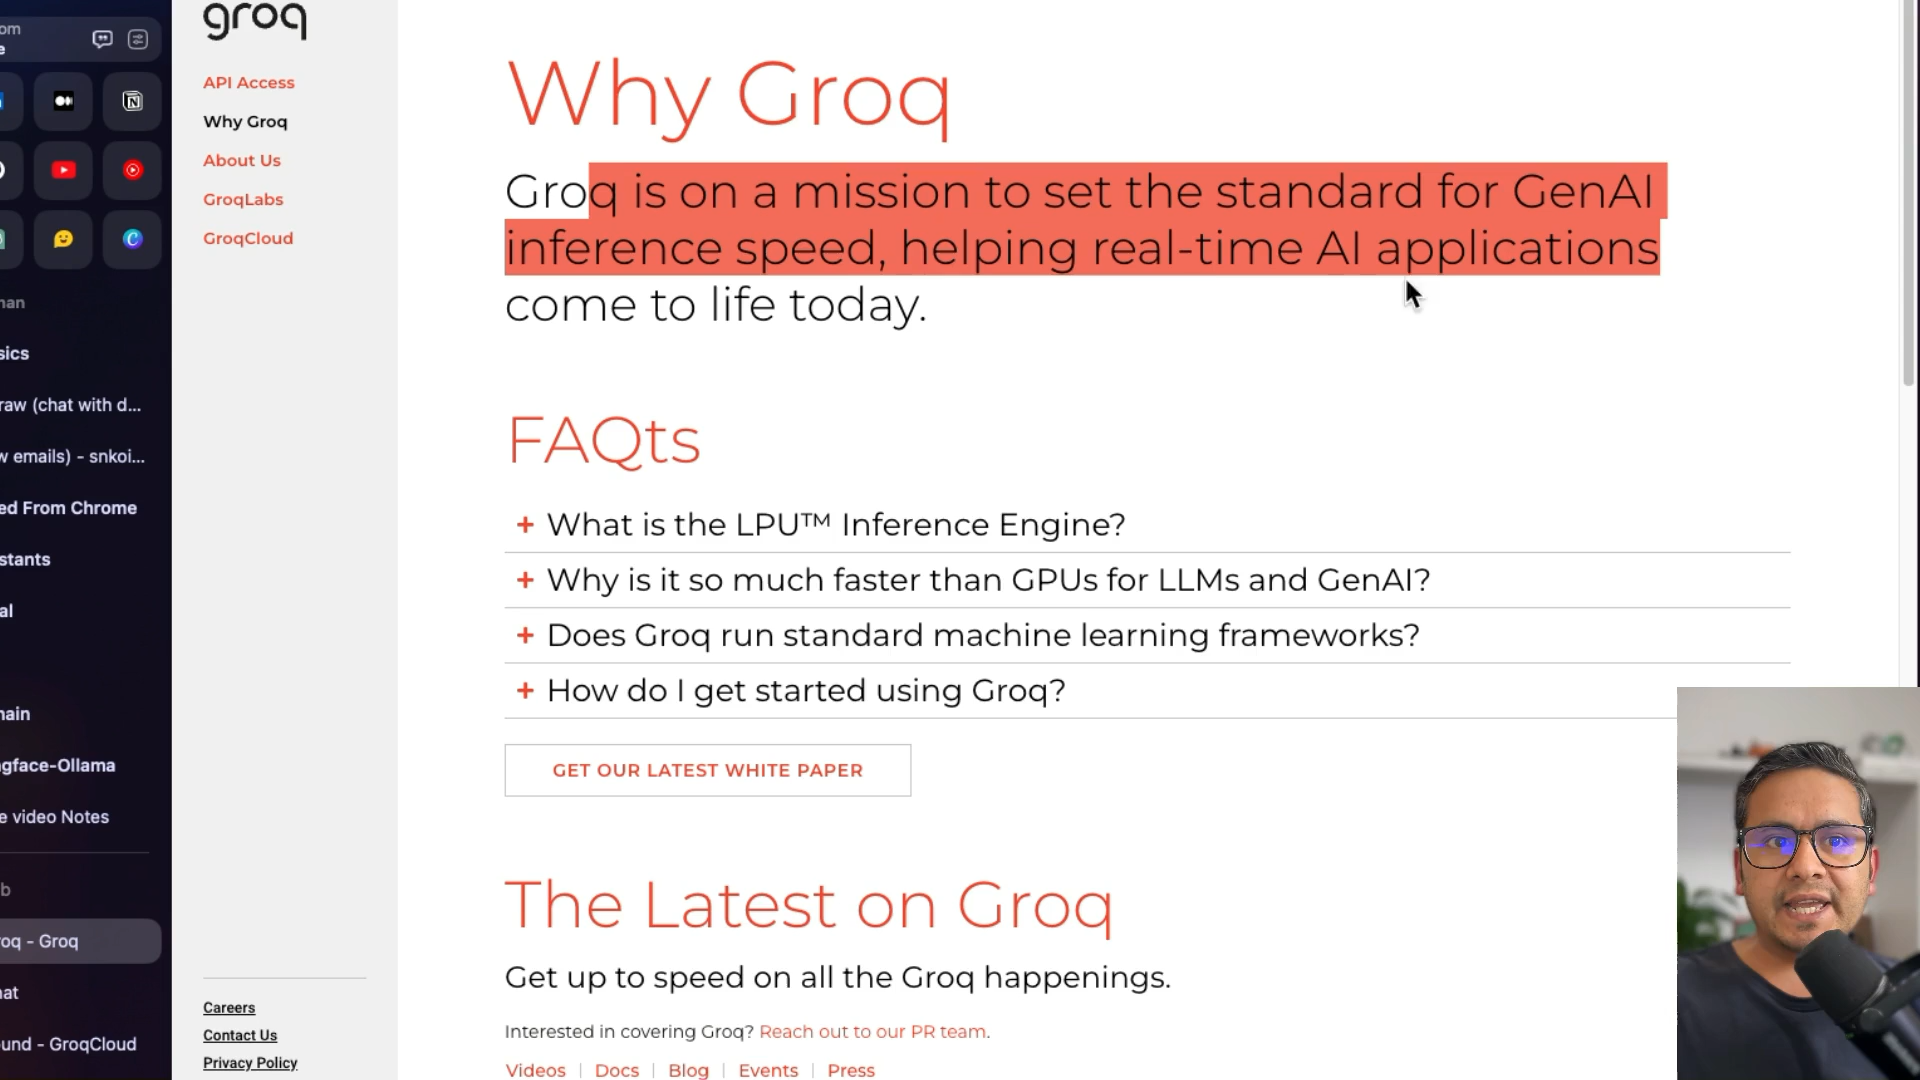 om
e
han
sics
raw (chat with d...
w emails) - snkoi...
ed From Chrome
stants
al
hain
gface-Ollama
e video Notes
b
roq - Groq
hat
und - GroqCloud
groq
API Access
Why Groq
About Us
GroqLabs
GroqCloud
Careers
Contact Us
Privacy Policy
Why Groq
Groq is on a mission to set the standard for GenAI
inference speed, helping real-time AI applications
come to life today.
FAQts
+ What is the LPU™ Inference Engine?
+ Why is it so much faster than GPUs for LLMs and GenAI?
+ Does Groq run standard machine learning frameworks?
+ How do I get started using Groq?
GET OUR LATEST WHITE PAPER
The Latest on Groq
Get up to speed on all the Groq happenings.
Interested in covering Groq? Reach out to our PR team.
Videos | Docs | Blog | Events | Press